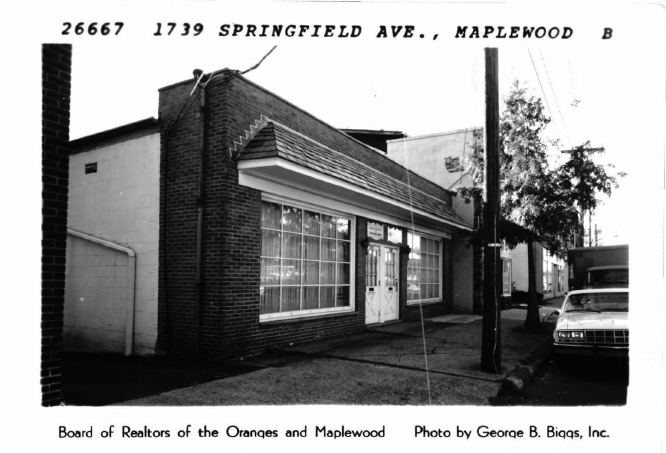 26667 1739 SPRINGFIELD AVE., MAPLEWOOD B
Board of Realtors of the Oranges and Maplewood Photo by George B. Biggs, Inc.